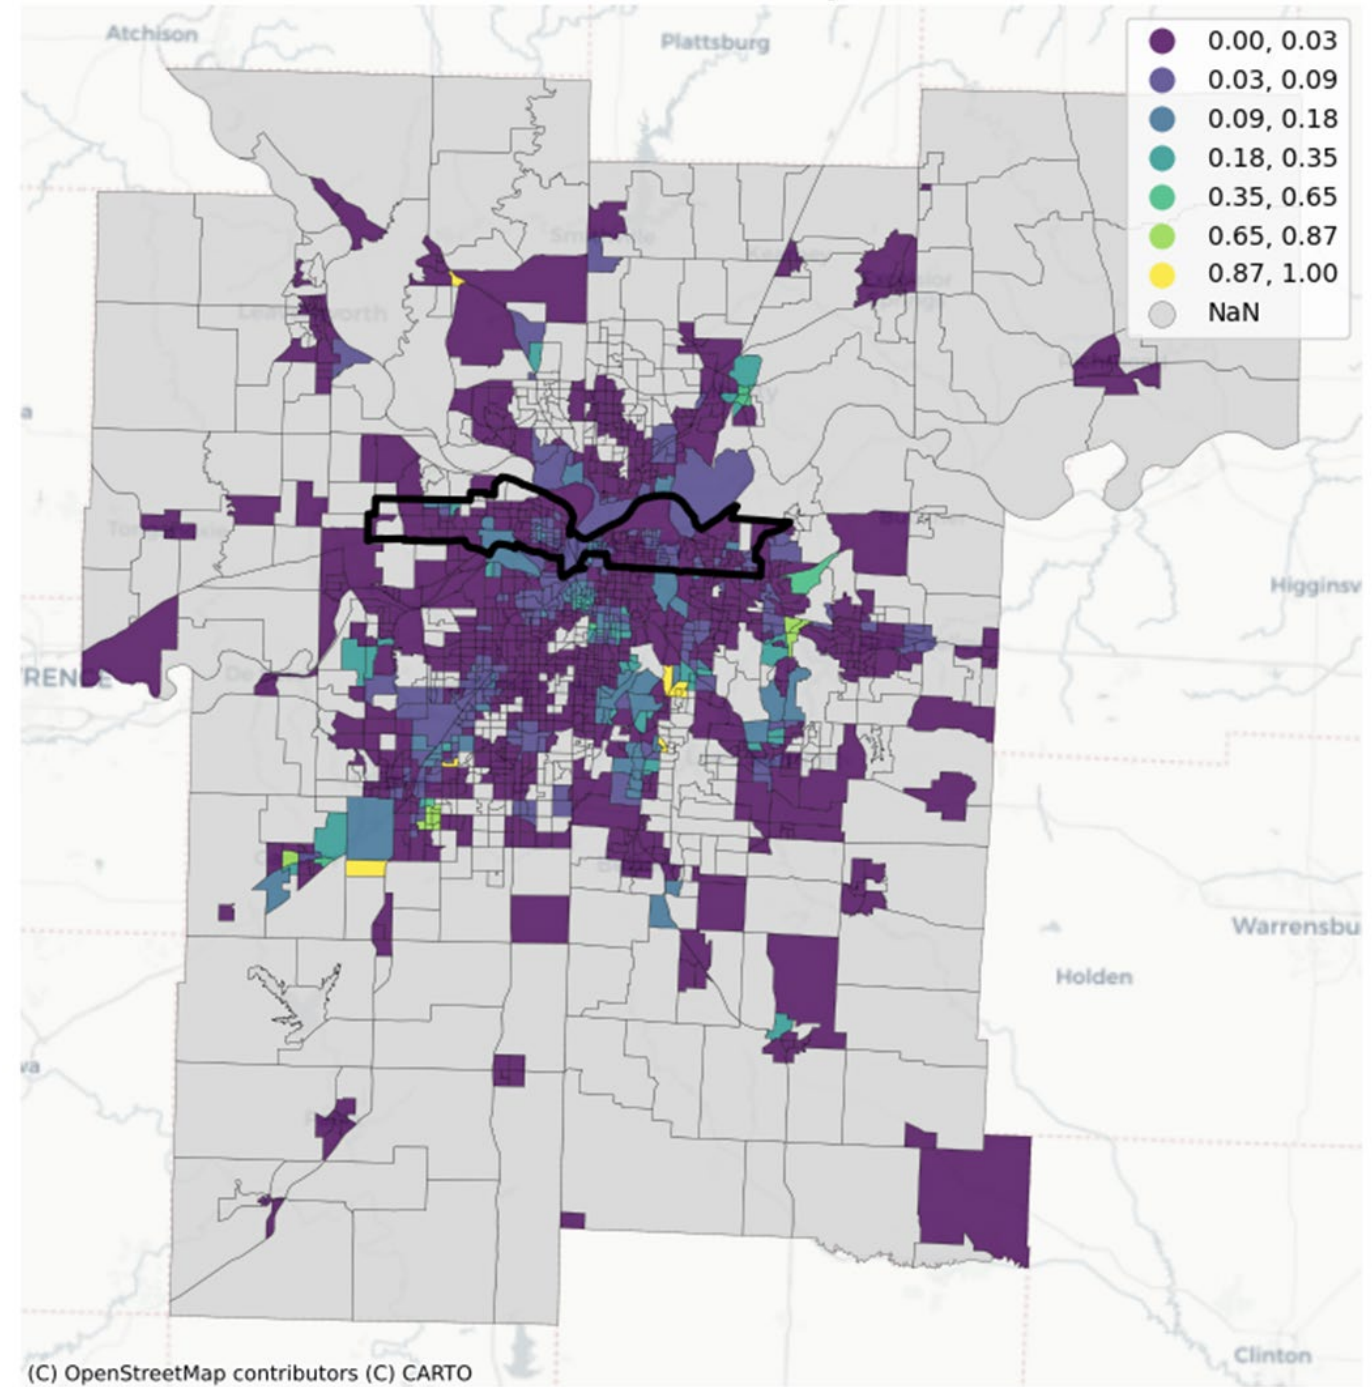 Atchison
Plattsburg
0.00, 0.03
0.03, 0.09
0.09, 0.18
0.18, 0.35
0.35, 0.65
0.65, 0.87
0.87, 1.00
NaN
a
Higginsv
RENCE
Warrensbu
Holden
va
Clinton
(C) OpenStreetMap contributors (C) CARTO